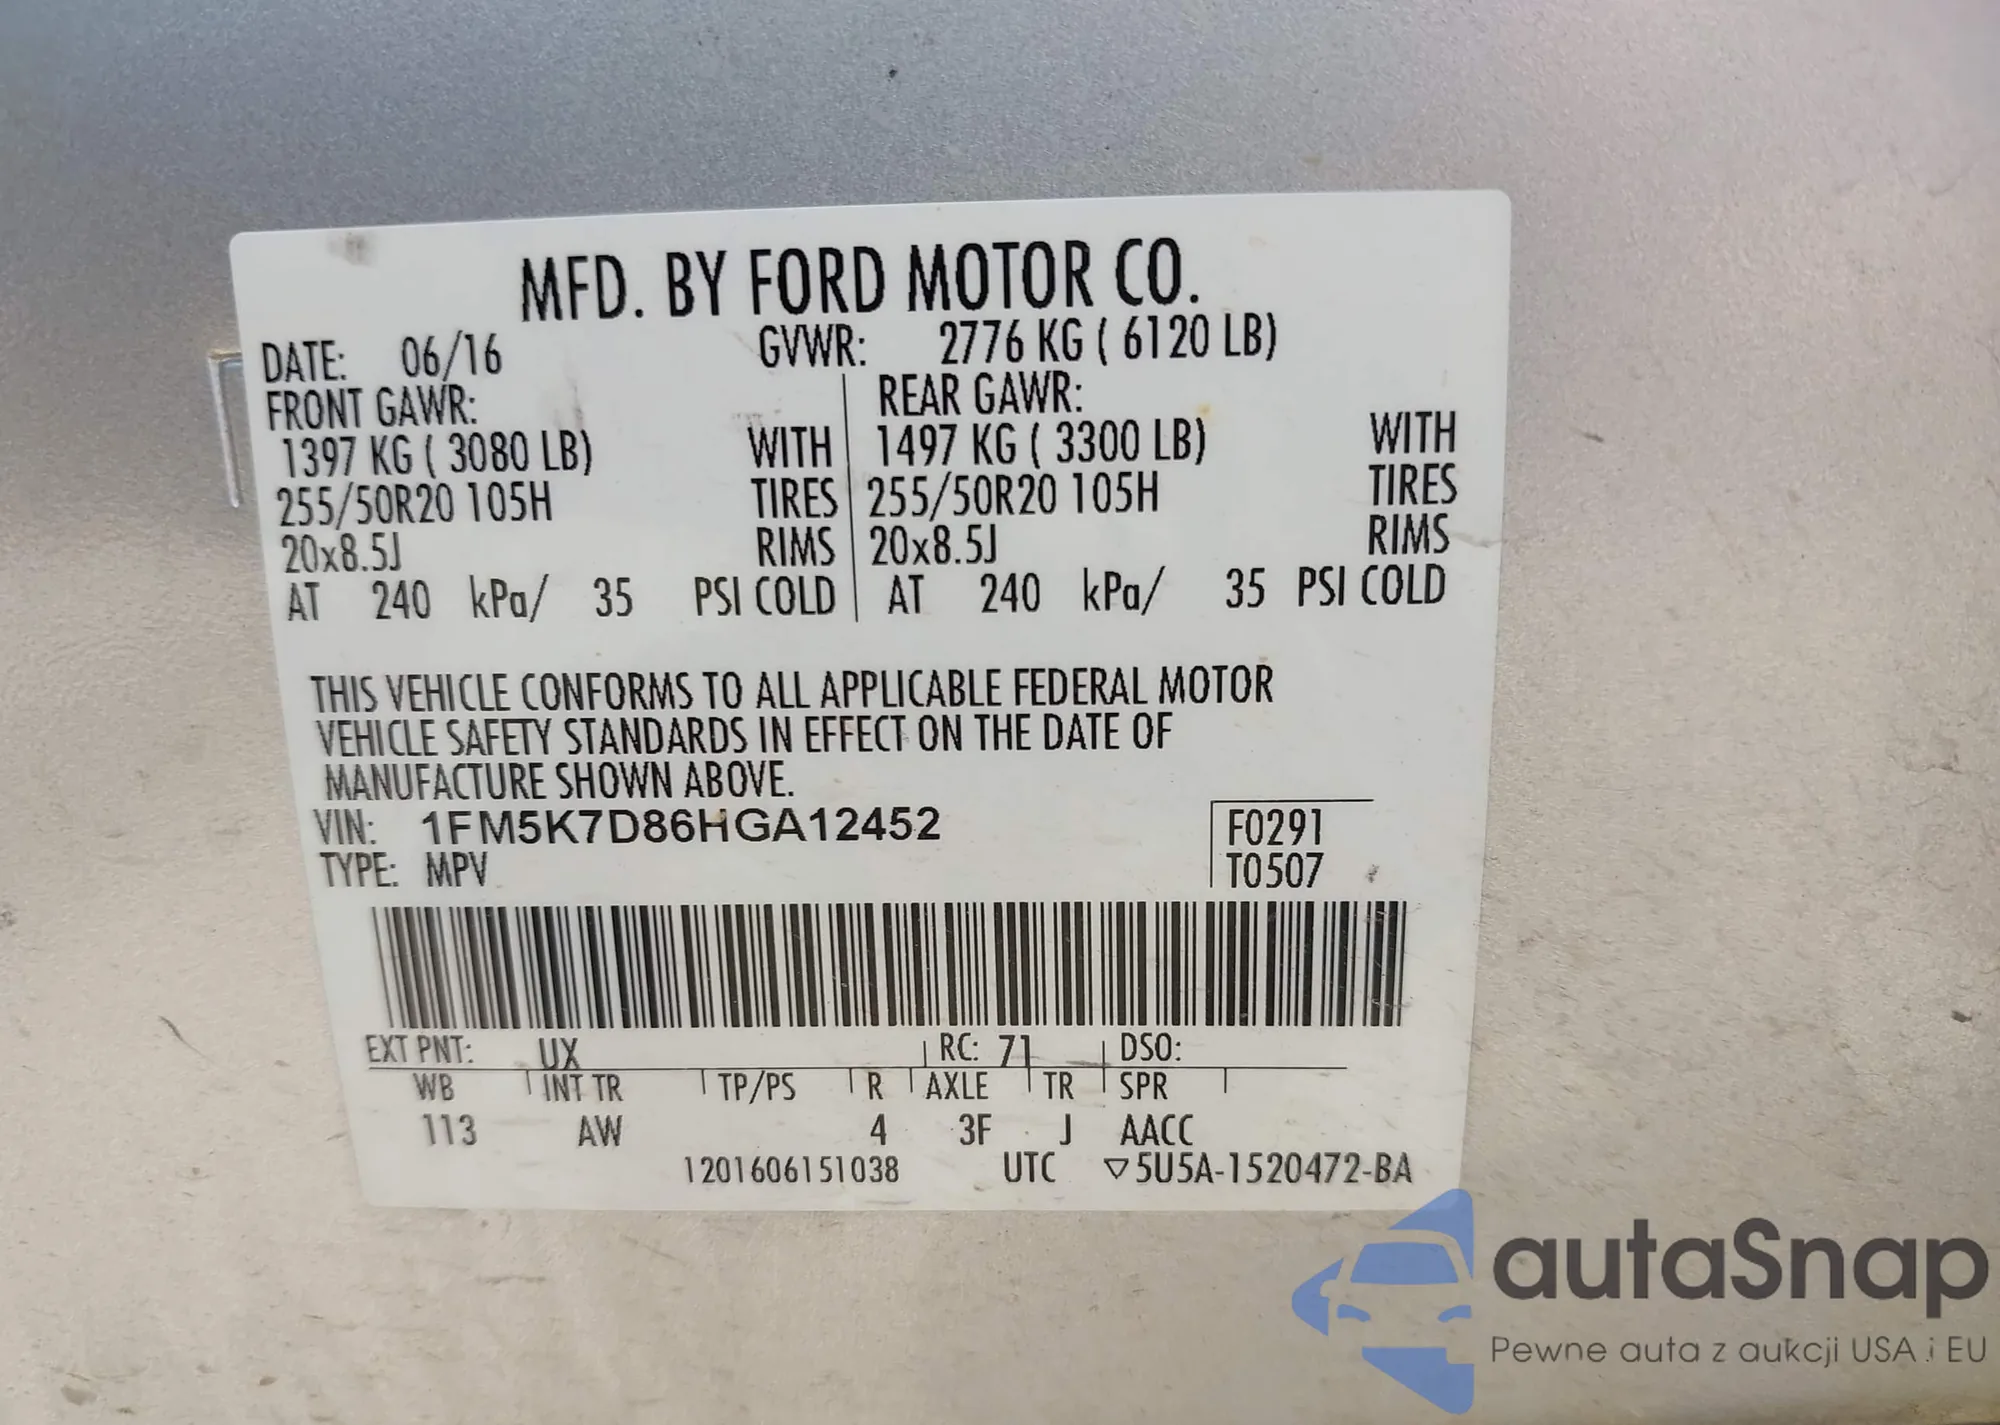 MFD. BY FORD MOTOR CO.
DATE: 06/16 GVWR: 2776 KG ( 6120 LB)
FRONT GAWR: REAR GAWR:
1397 KG ( 3080 LB) WITH 1497 KG ( 3300 LB) WITH
255/50R20 105H TIRES 255/50R20 105H TIRES
20x8.5J RIMS 20x8.5J RIMS
AT 240 kPa/ 35 PSI COLD AT 240 kPa/ 35 PSI COLD
THIS VEHICLE CONFORMS TO ALL APPLICABLE FEDERAL MOTOR
VEHICLE SAFETY STANDARDS IN EFFECT ON THE DATE OF
MANUFACTURE SHOWN ABOVE.
VIN: 1FM5K7D86HGA12452 F0291
TYPE: MPV T0507
EXT PNT: UX RC: 71 DSO:
WB INT TR TP/PS R AXLE TR SPR
113 AW 4 3F J AACC
1201606151038 UTC ▽5U5A-1520472-BA
autaSnap
Pewne auta z aukcji USA i EU